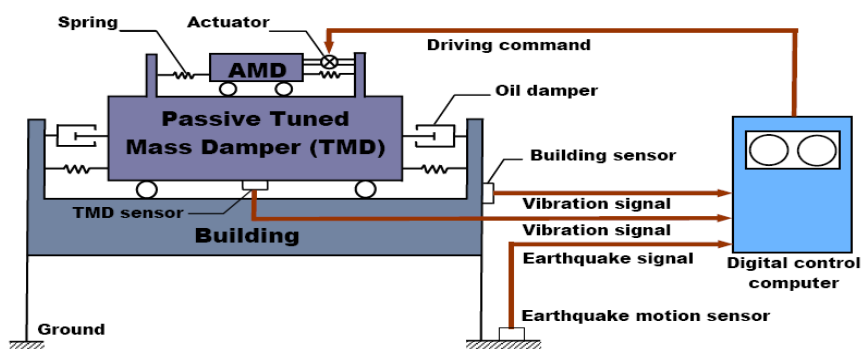 Spring
Actuator
Driving command
AMD
Oil damper
Passive Tuned
Mass Damper (TMD)
Building sensor
TMD sensor
Vibration signal
Building
Vibration signal
Earthquake signal
Digital control
computer
Earthquake motion sensor
Ground